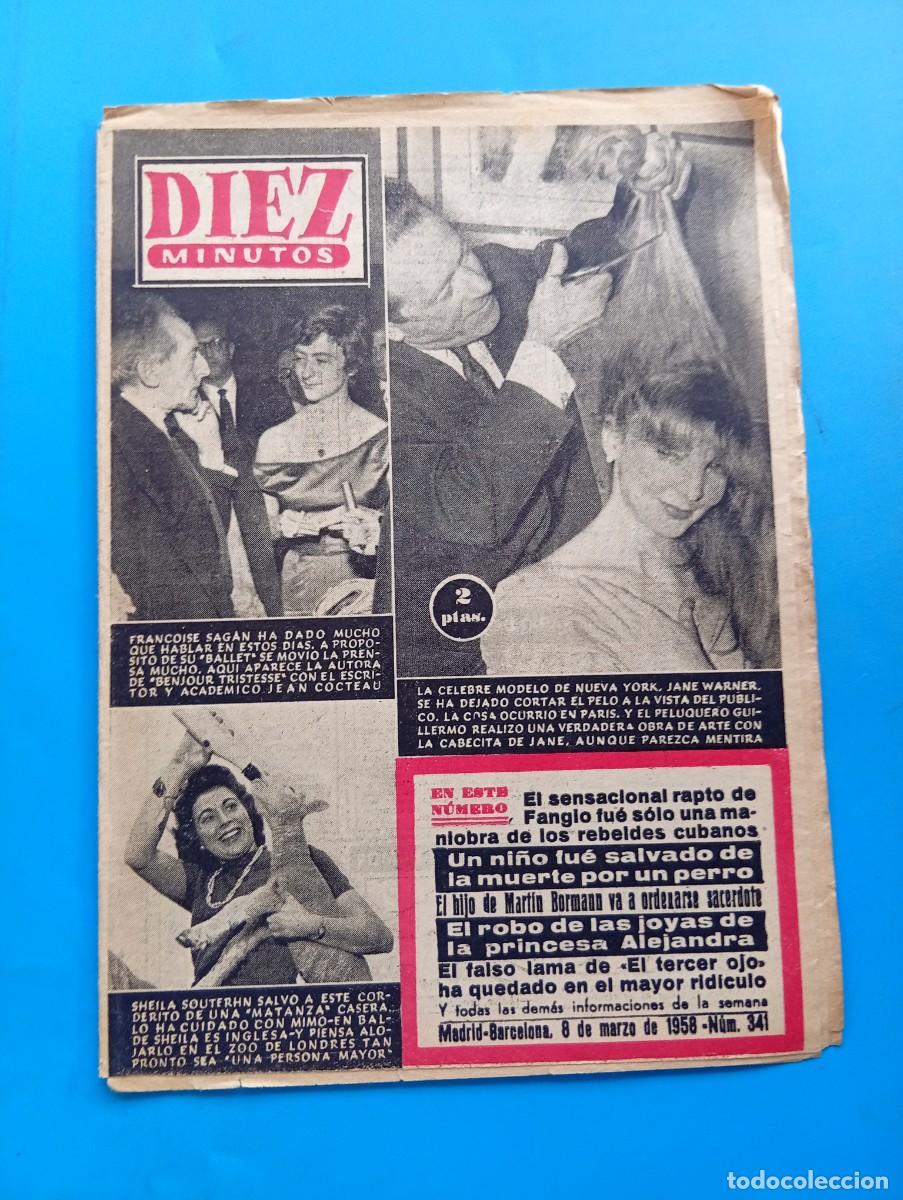 DIEZ
MINUTOS
FRANCOISE SAGAN HA DADO MUCHO
QUE HABLAR EN ESTOS DIAS. A PROPO-
SITO DE SU "BALLET" SE MOVIO LA PREN-
SA MUCHO. AQUI APARECE LA AUTORA
DE "BENJOUR TRISTESSE" CON EL ESCRI-
TOR Y ACADEMICO JEAN COCTEAU
2
ptas.
LA CELEBRE MODELO DE NUEVA YORK, JANE WARNER,
SE HA DEJADO CORTAR EL PELO A LA VISTA DEL PUBLI-
CO. LA COSA OCURRIO EN PARIS. Y EL PELUQUERO GUI-
LLERMO REALIZO UNA VERDADERA OBRA DE ARTE CON
LA CABECITA DE JANE, AUNQUE PAREZCA MENTIRA
SHEILA SOUTERHN SALVO A ESTE COR-
DERITO DE UNA "MATANZA" CASERA.
LO HA CUIDADO CON MIMO-EN BAL-
DE SHEILA ES INGLESA-Y PIENSA ALO-
JARLO EN EL ZOO DE LONDRES TAN
PRONTO SEA "UNA PERSONA MAYOR"
EN ESTE
NÚMERO
El sensacional rapto de
Fangio fué sólo una ma-
niobra de los rebeldes cubanos
Un niño fué salvado de
la muerte por un perro
El hijo de Martín Bormann va a ordenarse sacerdote
El robo de las joyas de
la princesa Alejandra
El falso lama de «El tercer ojo»
ha quedado en el mayor ridículo
Y todas las demás informaciones de la semana
Madrid-Barcelona, 8 de marzo de 1958 -Núm. 341
todocoleccion